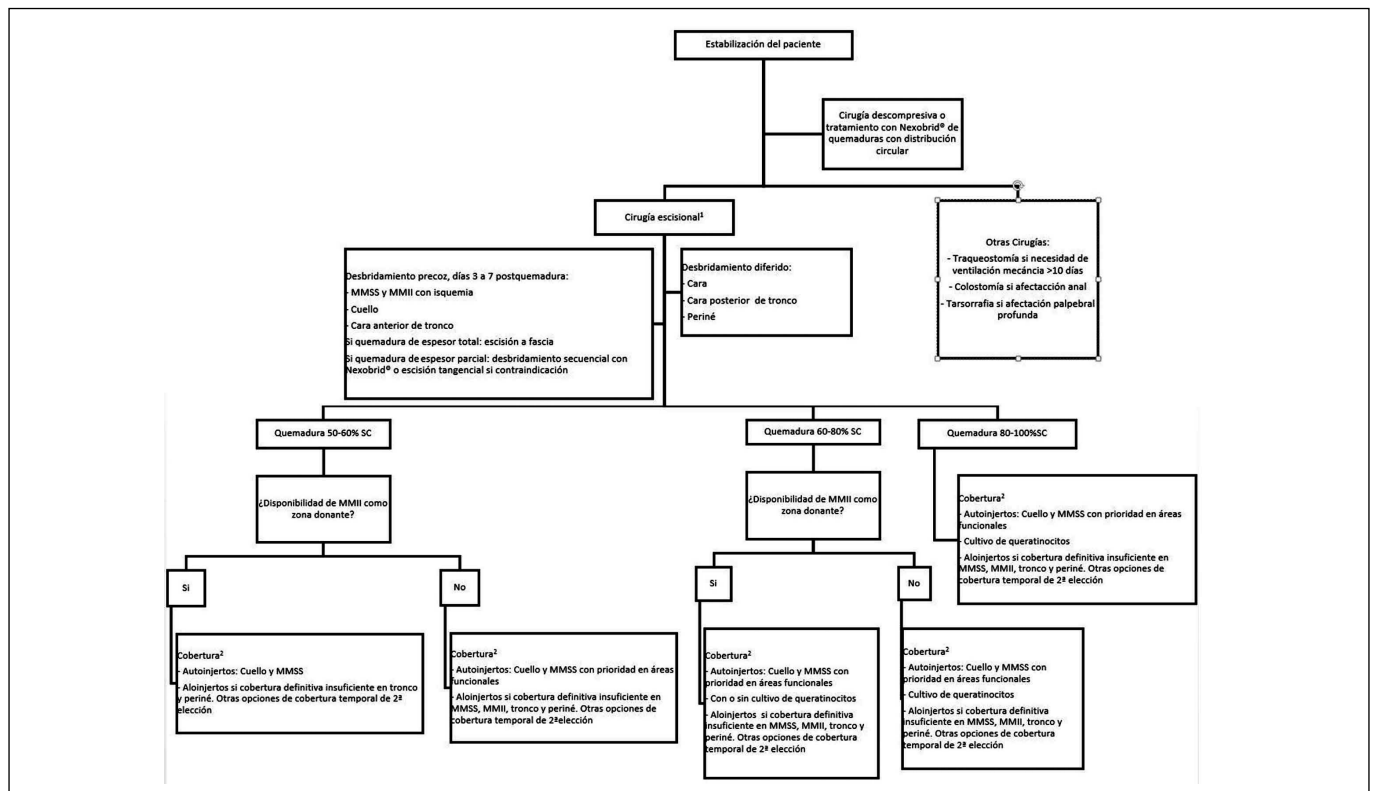 Estabilización del paciente
Cirugía descompresiva o
tratamiento con Nexobrid® de
quemaduras con distribución
circular
Cirugía escisional¹
Otras Cirugías:
- Traqueostomía si necesidad de
ventilación mecáncia >10 días
- Colostomía si afectacción anal
- Tarsorrafia si afectación palpebral
profunda
Desbridamiento precoz, días 3 a 7 postquemadura:
- MMSS y MMII con isquemia
- Cuello
- Cara anterior de tronco
Si quemadura de espesor total: escisión a fascia
Si quemadura de espesor parcial: desbridamiento secuencial con
Nexobrid® o escisión tangencial si contraindicación
Desbridamiento diferido:
- Cara
- Cara posterior de tronco
- Periné
Quemadura 50-60% SC
Quemadura 60-80% SC
Quemadura 80-100%SC
¿Disponibilidad de MMII como
zona donante?
¿Disponibilidad de MMII como
zona donante?
Cobertura²
- Autoinjertos: Cuello y MMSS con prioridad en áreas
funcionales
- Cultivo de queratinocitos
- Aloinjertos si cobertura definitiva insuficiente en
MMSS, MMII, tronco y periné. Otras opciones de
cobertura temporal de 2ª elección
Si
No
Si
No
Cobertura²
- Autoinjertos: Cuello y MMSS
- Aloinjertos si cobertura definitiva insuficiente en tronco
y periné. Otras opciones de cobertura temporal de 2ª
elección
Cobertura²
- Autoinjertos: Cuello y MMSS con prioridad en áreas
funcionales
- Aloinjertos si cobertura definitiva insuficiente en
MMSS, MMII, tronco y periné. Otras opciones de
cobertura temporal de 2ªelección
Cobertura²
- Autoinjertos: Cuello y MMSS con
prioridad en áreas funcionales
- Con o sin cultivo de queratinocitos
- Aloinjertos si cobertura definitiva
insuficiente en MMSS, MMII, tronco y
periné. Otras opciones de cobertura
temporal de 2ª elección
Cobertura²
- Autoinjertos: Cuello y MMSS con
prioridad en áreas funcionales
- Cultivo de queratinocitos
- Aloinjertos si cobertura definitiva
insuficiente en MMSS, MMII, tronco y
periné. Otras opciones de cobertura
temporal de 2ª elección